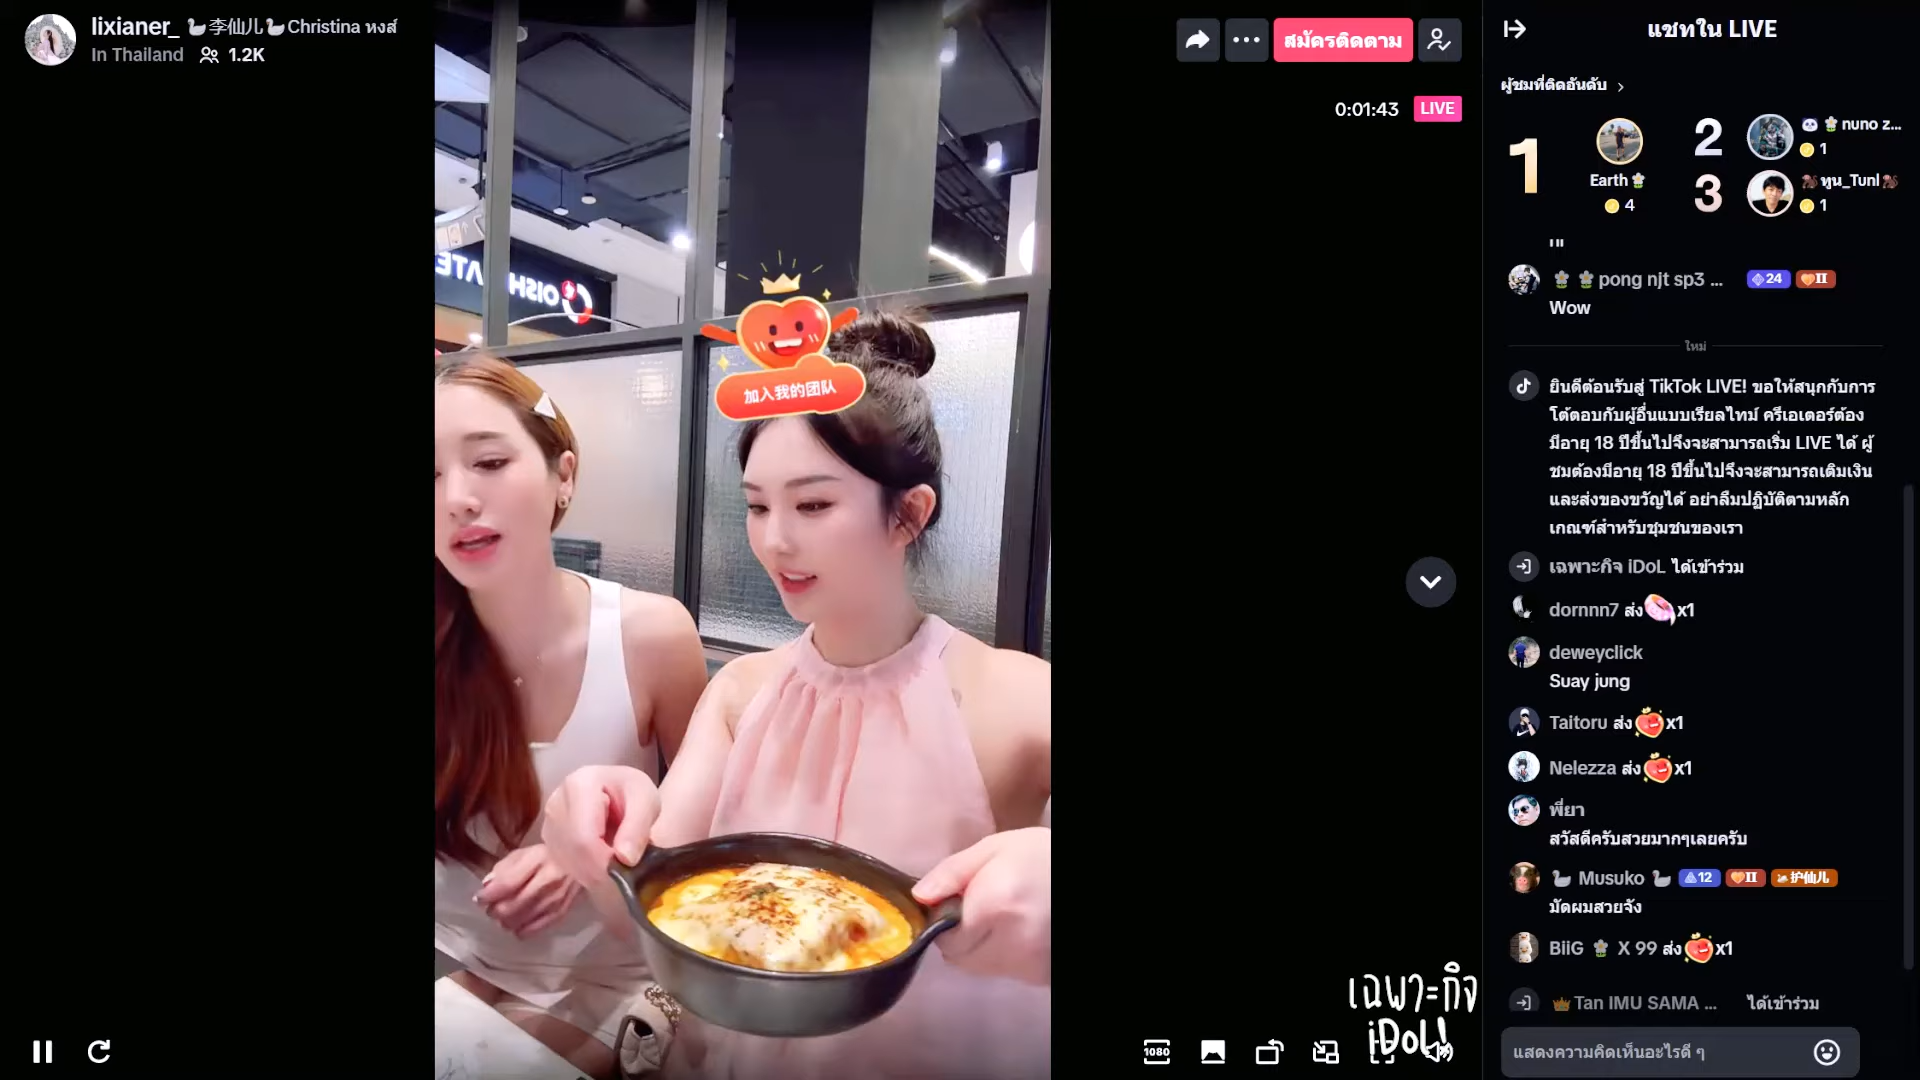 lixianer_ 🦢李仙儿🦢Christina หงส์
In Thailand 1.2K
สมัครติดตาม
0:01:43 LIVE
OISHI
加入我的团队
แชทใน LIVE
ผู้ชมที่ติดอันดับ
1
Earth
4
2
nuno z...
1
3
ทูน_Tunl
1
pong njt sp3 ... 24 II
Wow
ใหม่
ยินดีต้อนรับสู่ TikTok LIVE! ขอให้สนุกกับการ
โต้ตอบกับผู้อื่นแบบเรียลไทม์ ครีเอเตอร์ต้อง
มีอายุ 18 ปีขึ้นไปจึงจะสามารถเริ่ม LIVE ได้ ผู้
ชมต้องมีอายุ 18 ปีขึ้นไปจึงจะสามารถเติมเงิน
และส่งของขวัญได้ อย่าลืมปฏิบัติตามหลัก
เกณฑ์สำหรับชุมชนของเรา
เฉพาะกิจ iDoL ได้เข้าร่วม
dornnn7 ส่ง x1
deweyclick
Suay jung
Taitoru ส่ง x1
Nelezza ส่ง x1
พี่ยา
สวัสดีครับสวยมากๆเลยครับ
🦢 Musuko 🦢 12 II 护仙儿
มัดผมสวยจัง
BiiG X 99 ส่ง x1
Tan IMU SAMA ... ได้เข้าร่วม
แสดงความคิดเห็นอะไรดี ๆ
เฉพาะกิจ
iDoL!
1080